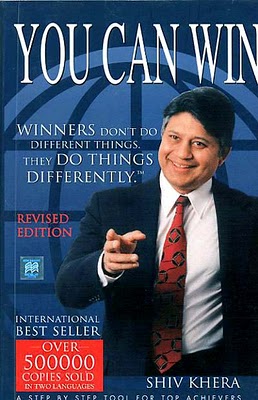 YOU CAN WIN
WINNERS DON'T DO
DIFFERENT THINGS.
THEY DO THINGS
DIFFERENTLY.™
REVISED
EDITION
INTERNATIONAL
BEST SELLER
OVER
500000
COPIES SOLD
IN TWO LANGUAGES
SHIV KHERA
A STEP BY STEP TOOL FOR TOP ACHIEVERS